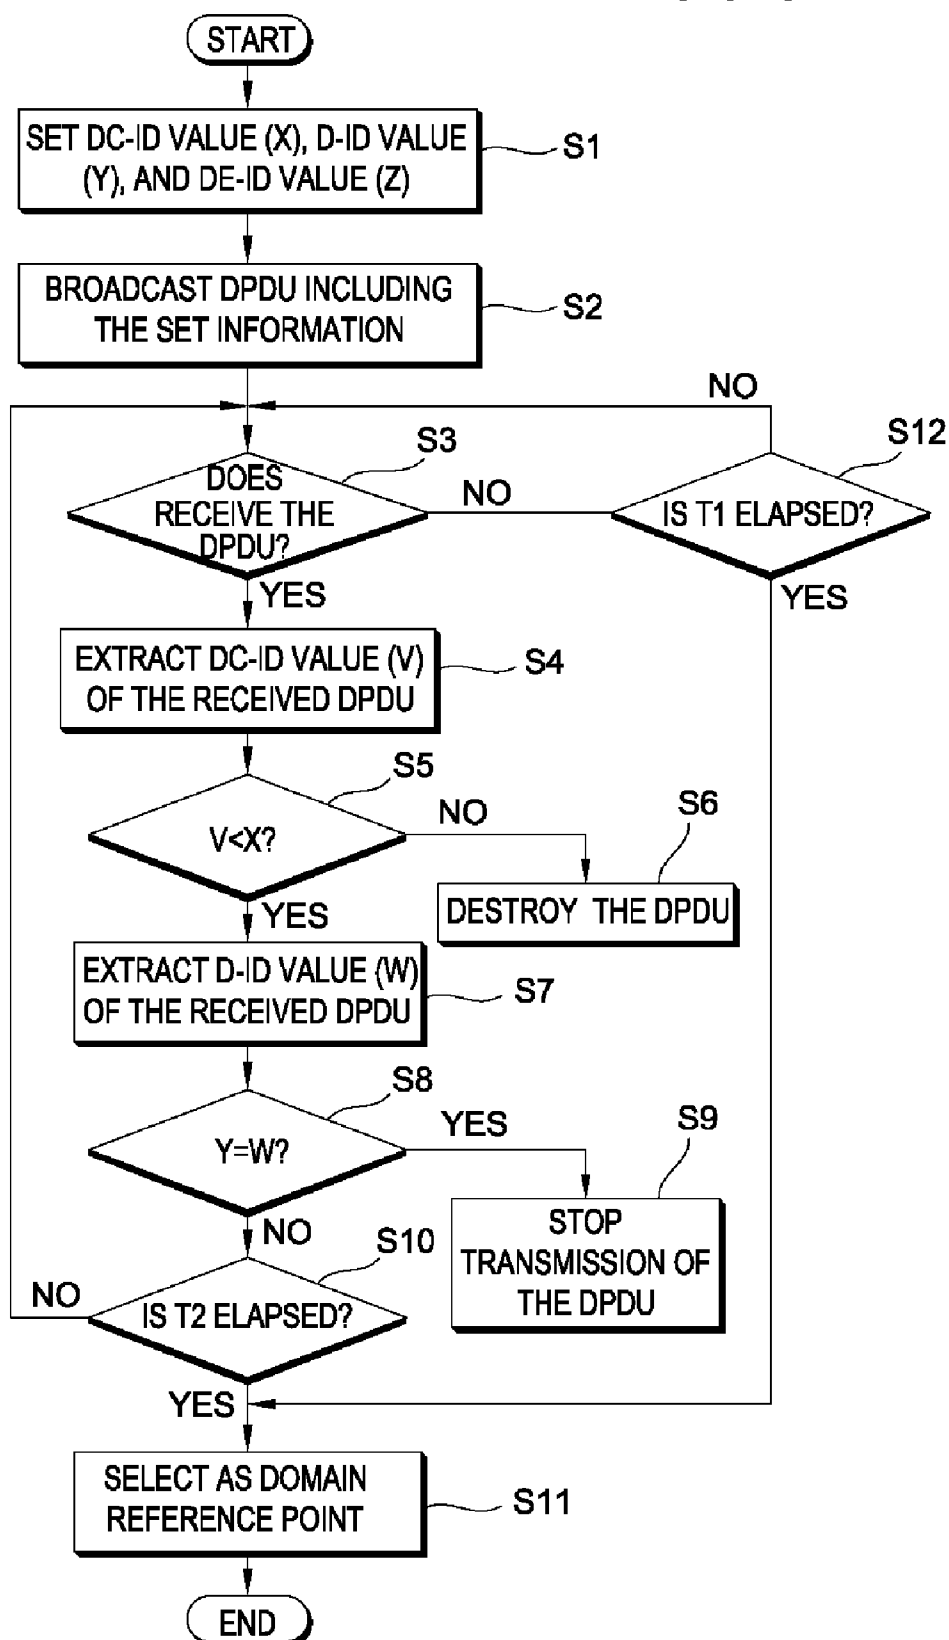 START
SET DC-ID VALUE (X), D-ID VALUE
(Y), AND DE-ID VALUE (Z)
S1
BROADCAST DPDU INCLUDING
THE SET INFORMATION
S2
NO
S3
S12
DOES
RECEIVE THE
DPDU?
NO
IS T1 ELAPSED?
YES
YES
EXTRACT DC-ID VALUE (V)
OF THE RECEIVED DPDU
S4
S5
V<X?
NO
S6
DESTROY THE DPDU
YES
EXTRACT D-ID VALUE (W)
OF THE RECEIVED DPDU
S7
S8
Y=W?
YES
S9
STOP
TRANSMISSION OF
THE DPDU
NO
S10
NO
IS T2 ELAPSED?
YES
SELECT AS DOMAIN
REFERENCE POINT
S11
END